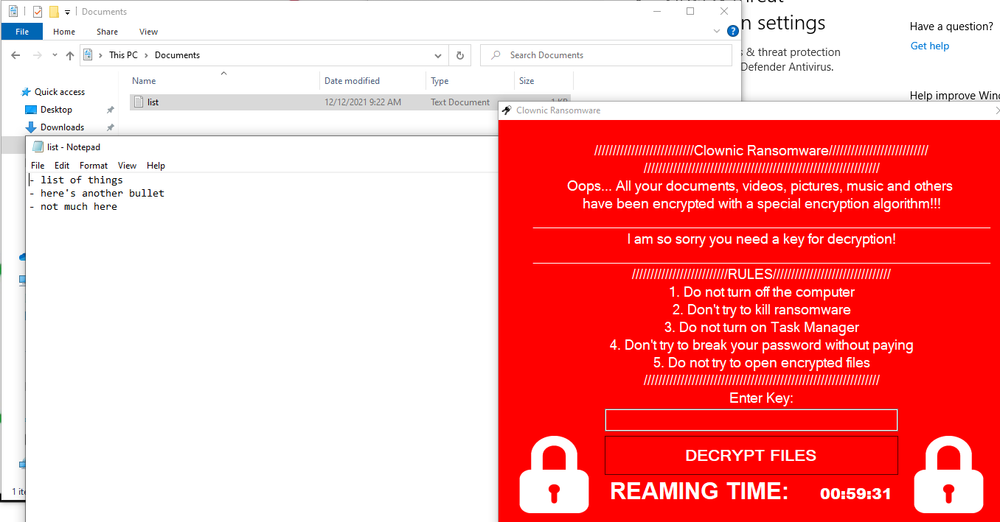 Documents
File Home Share View
This PC Documents
Search Documents
Name Date modified Type Size
list 12/12/2021 9:22 AM Text Document 1 KB
Quick access
Desktop
Downloads
1
n settings
& threat protection
Defender Antivirus.
Have a question?
Get help
Help improve
list - Notepad
File Edit Format View Help
- list of things
- here's another bullet
- not much here
Clownic Ransomware
///////////////////////////Clownic Ransomware///////////////////////////
////////////////////////////////////////////////////////////////
Oops... All your documents, videos, pictures, music and others
have been encrypted with a special encryption algorithm!!!
I am so sorry you need a key for decryption!
//////////////////////////RULES////////////////////////////////
1. Do not turn off the computer
2. Don't try to kill ransomware
3. Do not turn on Task Manager
4. Don't try to break your password without paying
5. Do not try to open encrypted files
////////////////////////////////////////////////////////////////
Enter Key:
DECRYPT FILES
REAMING TIME: 00:59:31